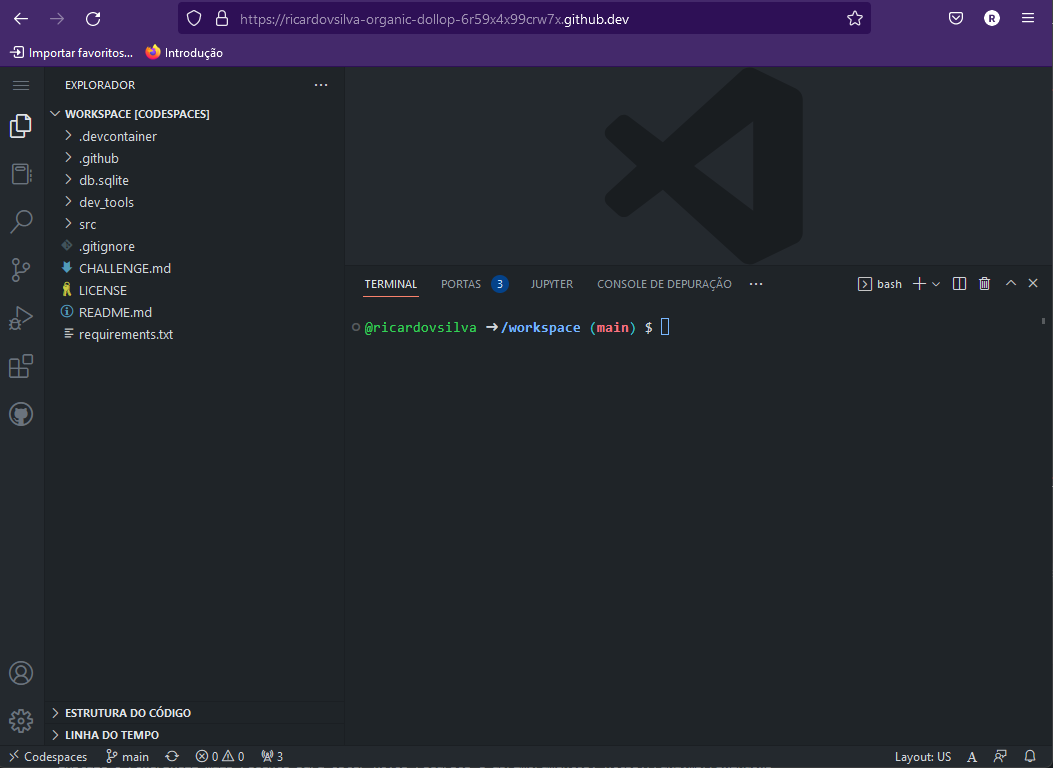 https://ricardovsilva-organic-dollop-6r59x4x99crw7x.github.dev
R
Importar favoritos... Introdução
EXPLORADOR
WORKSPACE [CODESPACES]
.devcontainer
.github
db.sqlite
dev_tools
src
.gitignore
CHALLENGE.md
LICENSE
README.md
requirements.txt
TERMINAL PORTAS 3 JUPYTER CONSOLE DE DEPURAÇÃO ··· bash
@ricardovsilva ➜/workspace (main) $
ESTRUTURA DO CÓDIGO
LINHA DO TEMPO
Codespaces main 0 0 3 Layout: US A